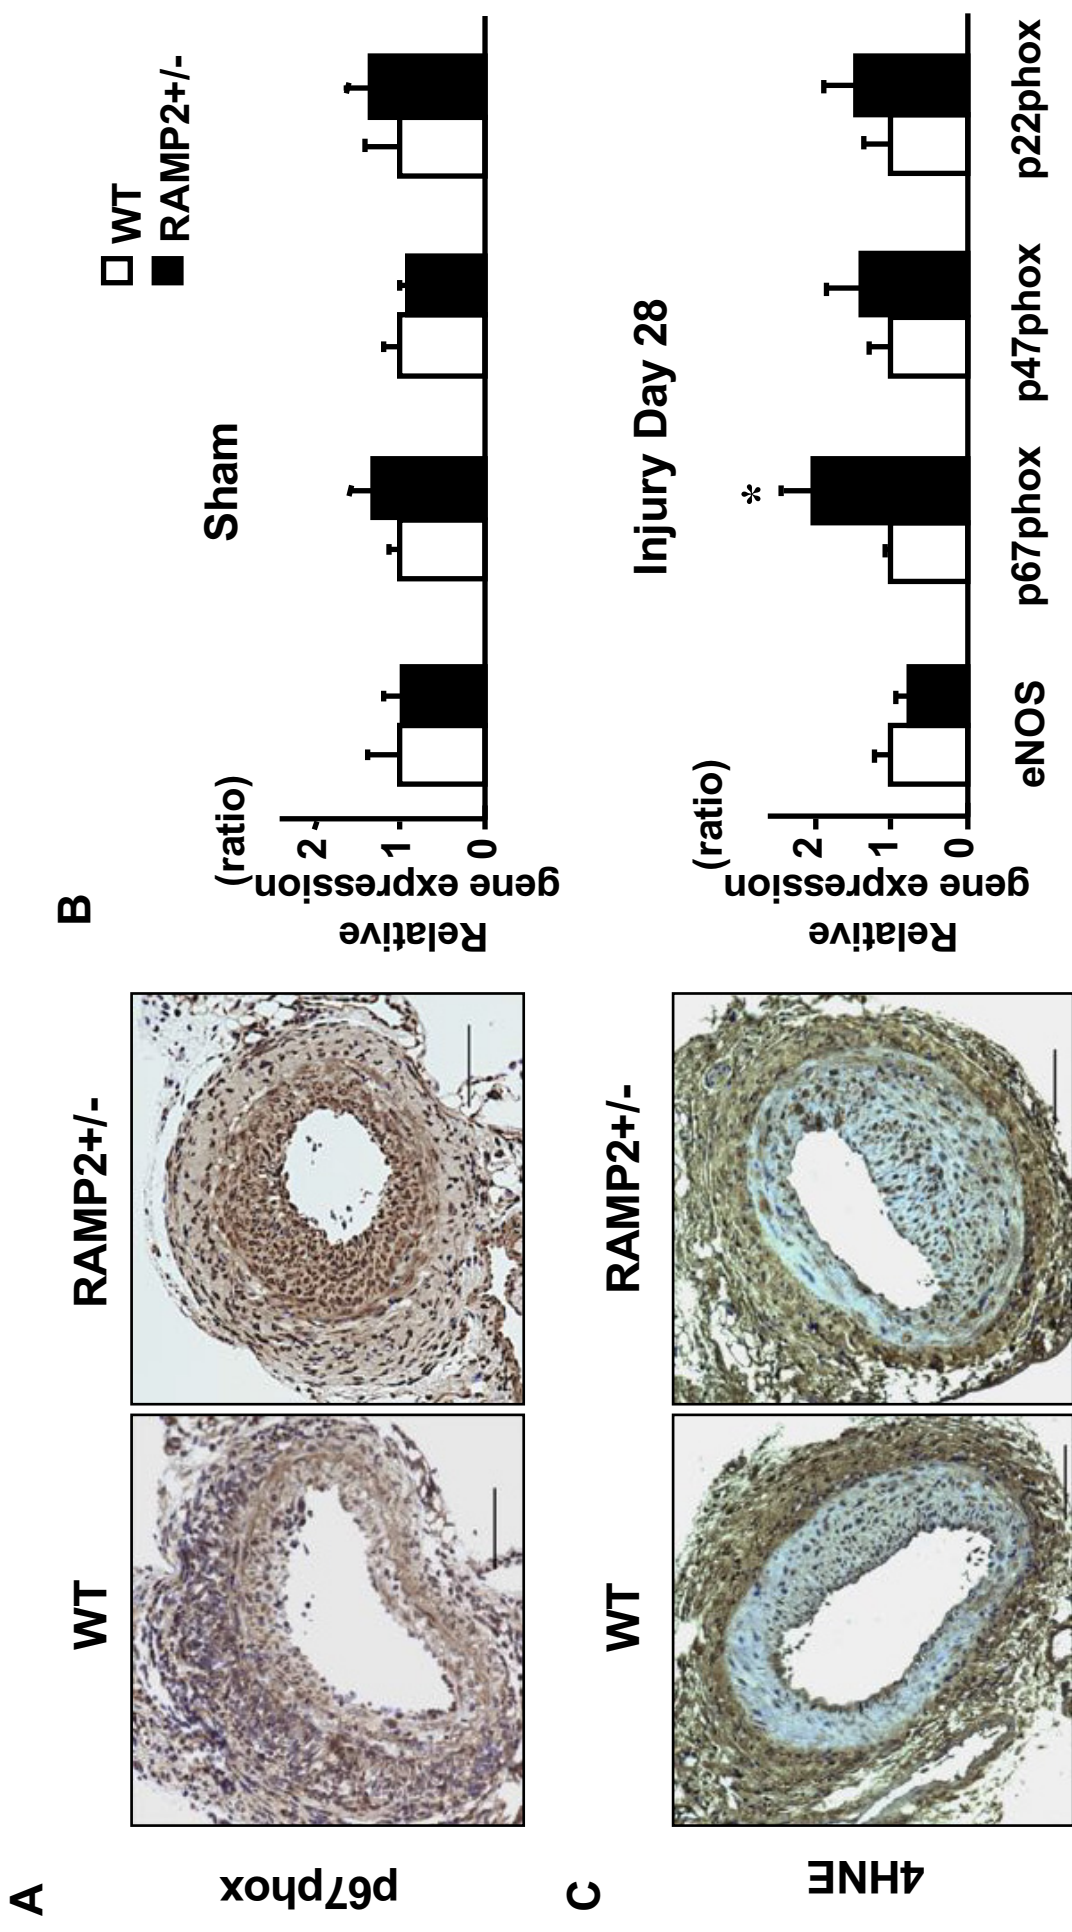 A
WT
RAMP2+/-
p67phox
B
WT
RAMP2+/-
Sham
(ratio)
Relative
gene expression
2
1
0
Injury Day 28
(ratio)
Relative
gene expression
2
1
0
*
eNOS p67phox p47phox p22phox
C
WT
RAMP2+/-
4HNE